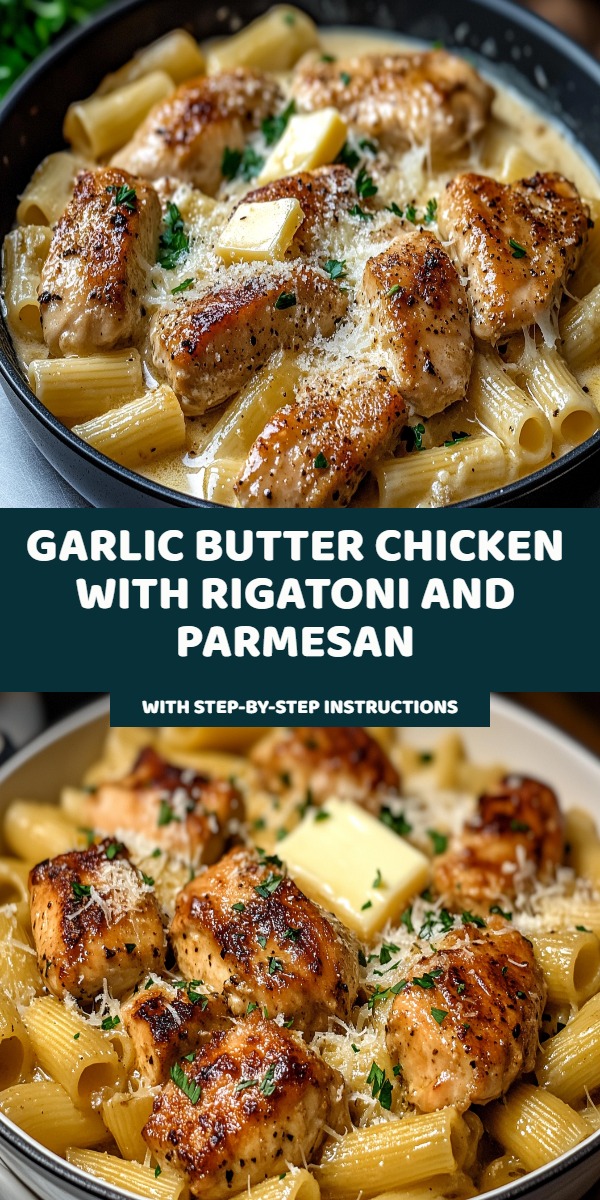 GARLIC BUTTER CHICKEN
WITH RIGATONI AND
PARMESAN
WITH STEP-BY-STEP INSTRUCTIONS